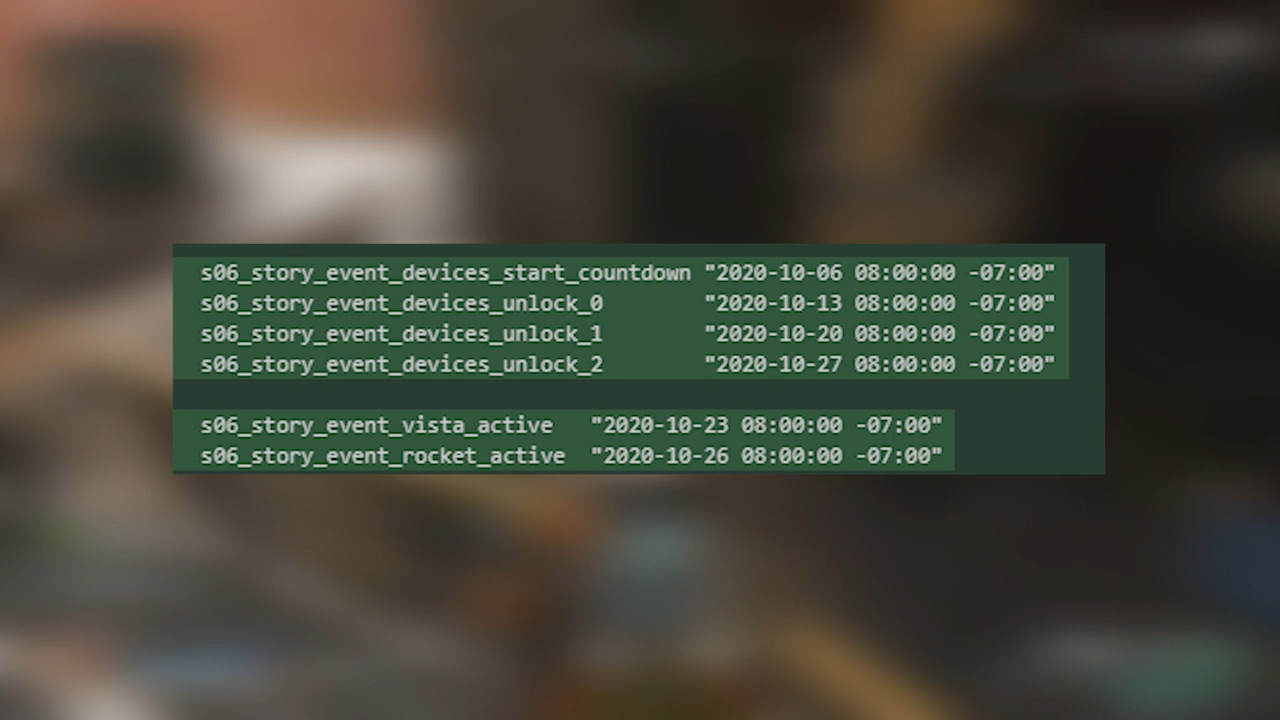 s06_story_event_devices_start_countdown "2020-10-06 08:00:00 -07:00"
s06_story_event_devices_unlock_0 "2020-10-13 08:00:00 -07:00"
s06_story_event_devices_unlock_1 "2020-10-20 08:00:00 -07:00"
s06_story_event_devices_unlock_2 "2020-10-27 08:00:00 -07:00"
s06_story_event_vista_active "2020-10-23 08:00:00 -07:00"
s06_story_event_rocket_active "2020-10-26 08:00:00 -07:00"